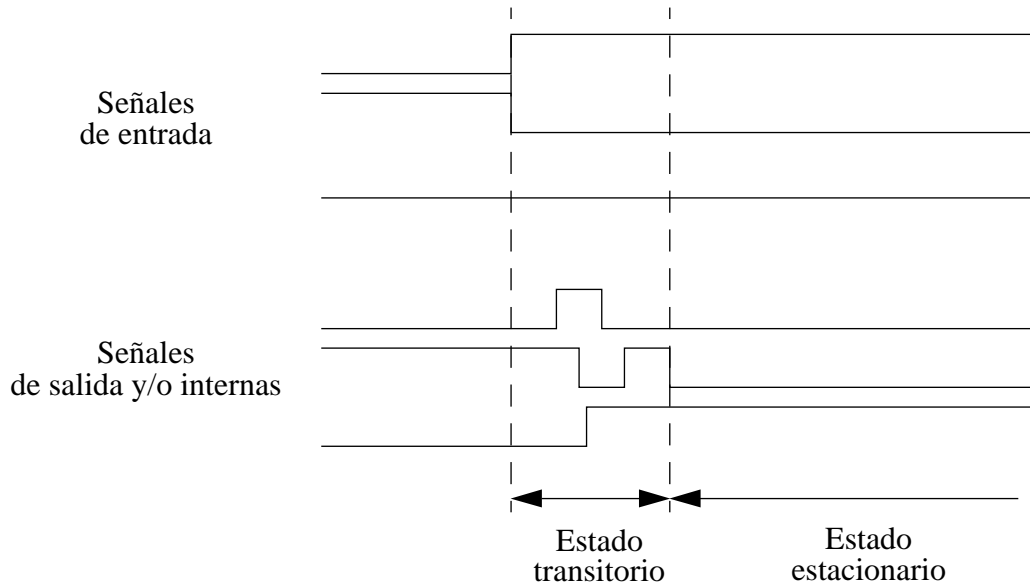 Señales
de entrada
Señales
de salida y/o internas
Estado
transitorio
Estado
estacionario